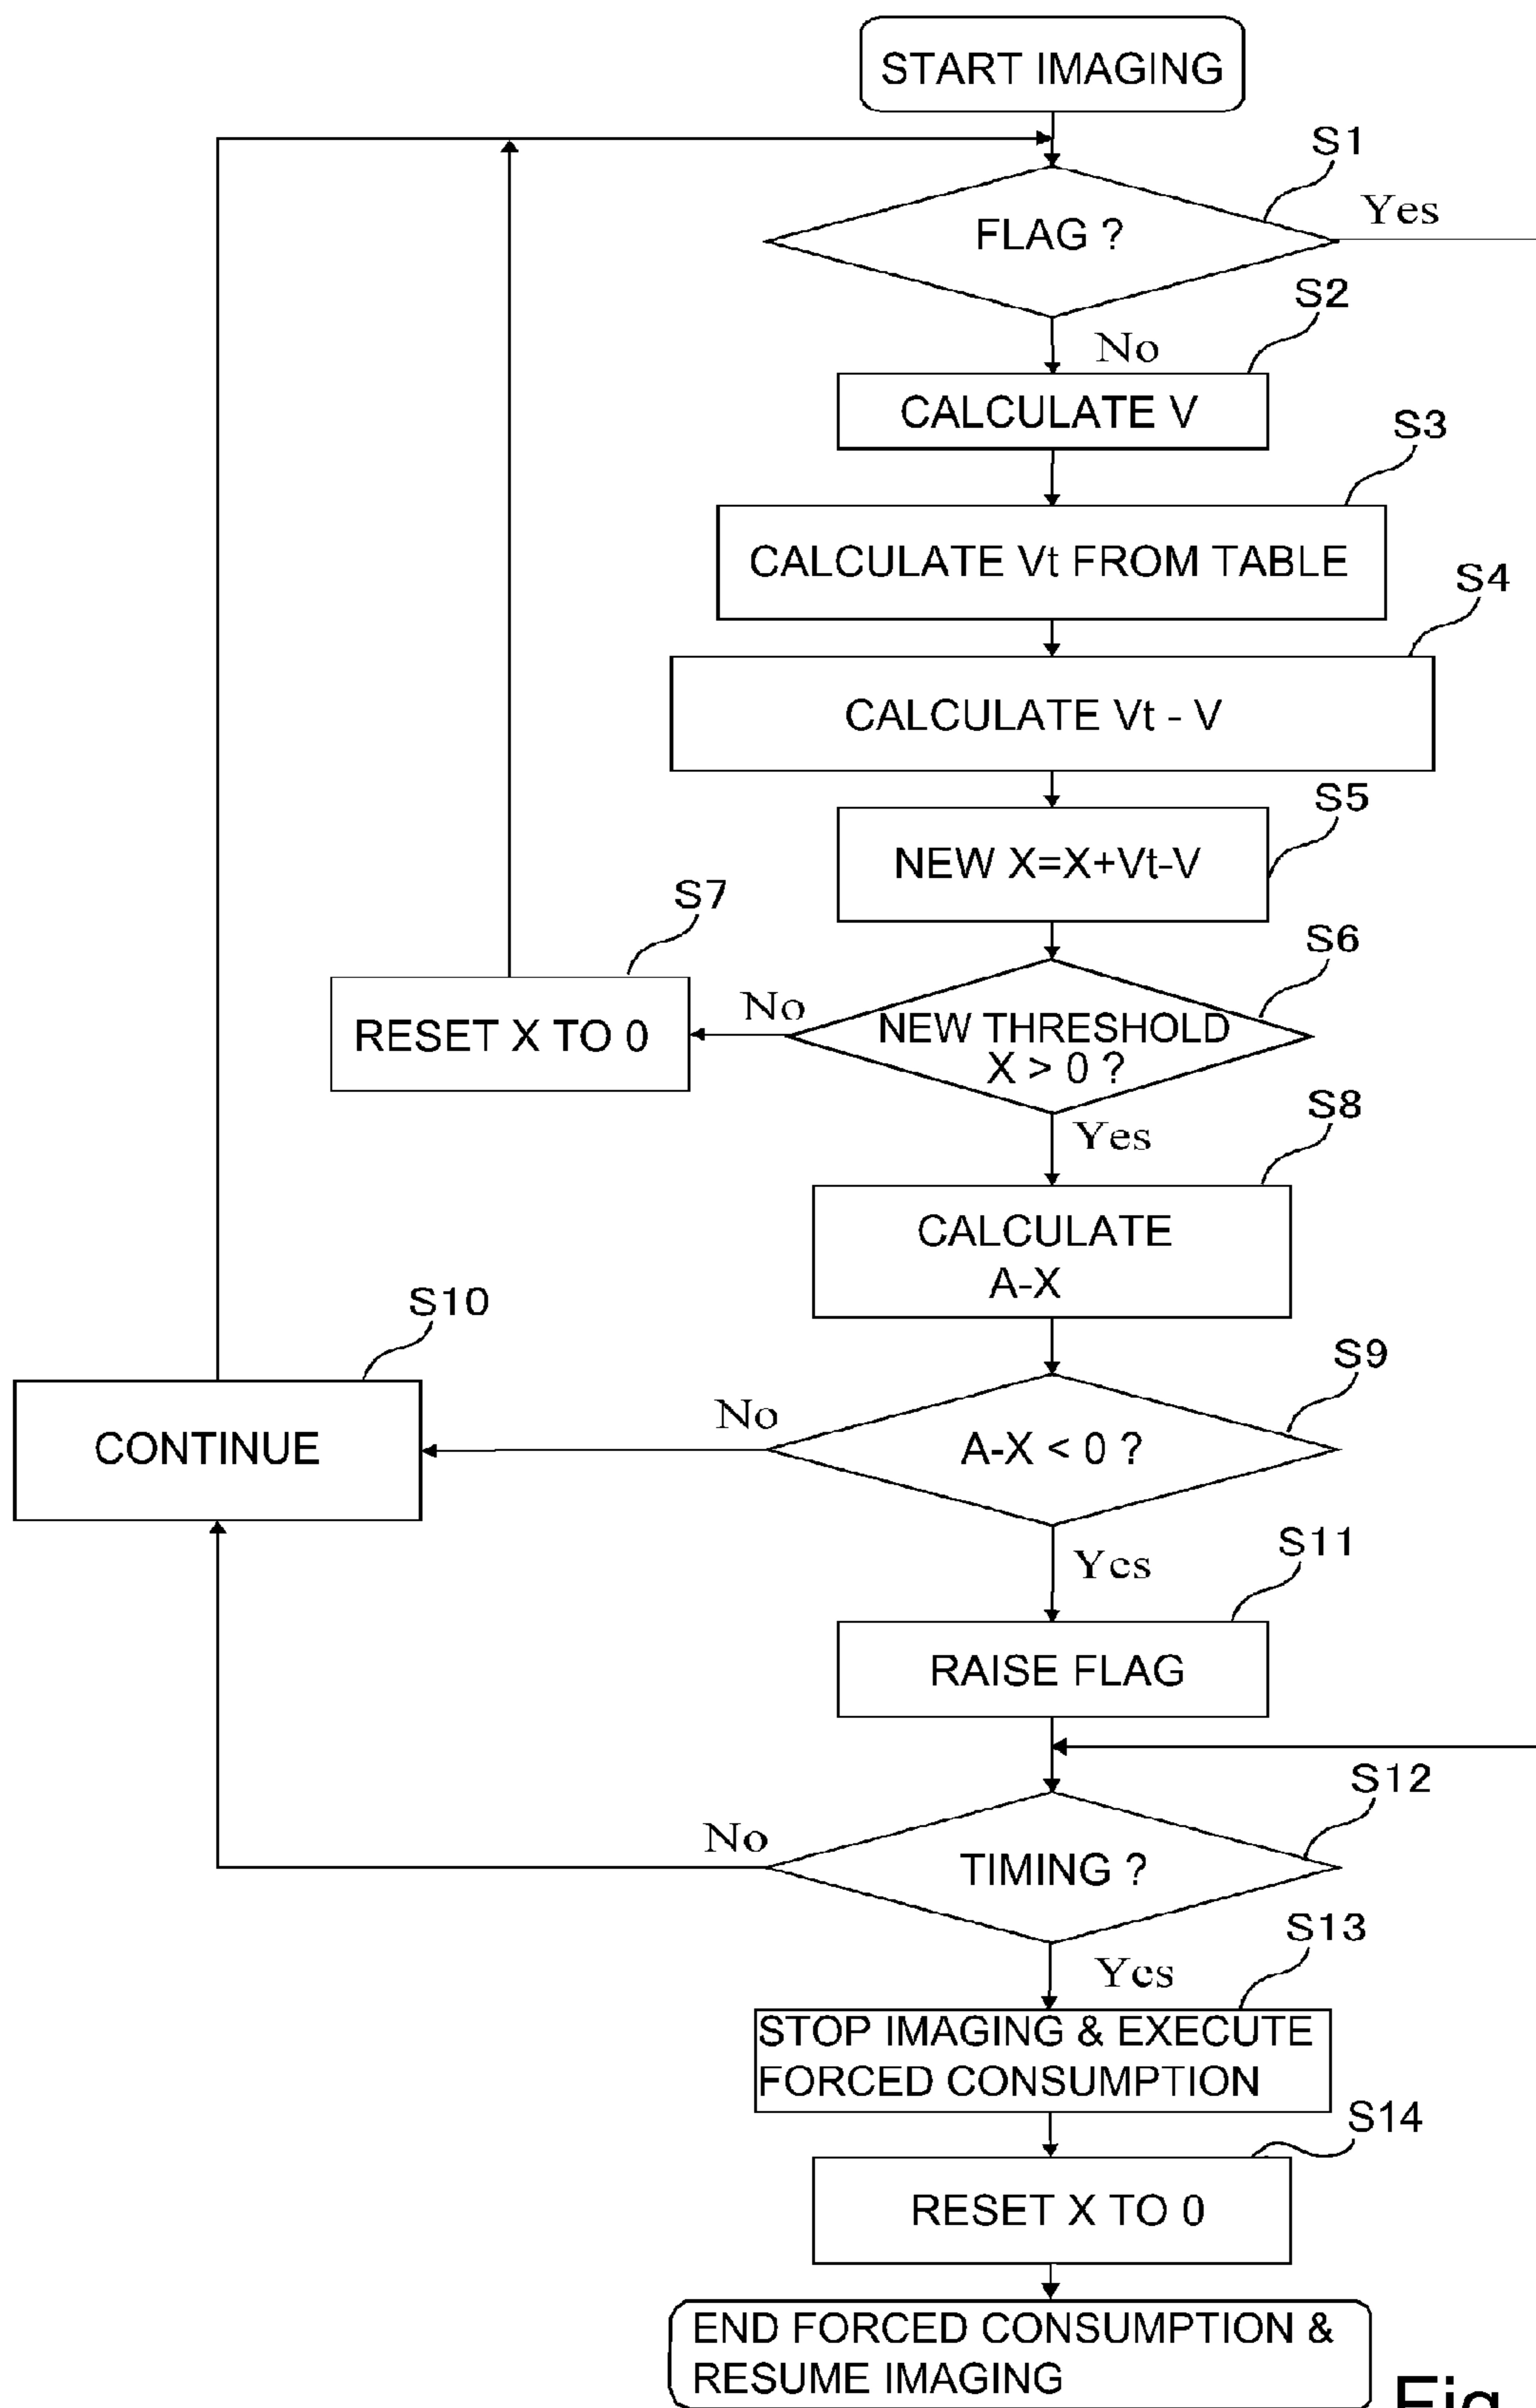 START IMAGING
S1
FLAG ?
Yes
S2
No
CALCULATE V
S3
CALCULATE Vt FROM TABLE
S4
CALCULATE Vt - V
S5
NEW X=X+Vt-V
S7
S6
No
NEW THRESHOLD
X > 0 ?
RESET X TO 0
S8
Yes
CALCULATE
A-X
S10
S9
No
A-X < 0 ?
CONTINUE
S11
Yes
RAISE FLAG
S12
No
TIMING ?
S13
Yes
STOP IMAGING & EXECUTE
FORCED CONSUMPTION
S14
RESET X TO 0
END FORCED CONSUMPTION &
RESUME IMAGING
Fig